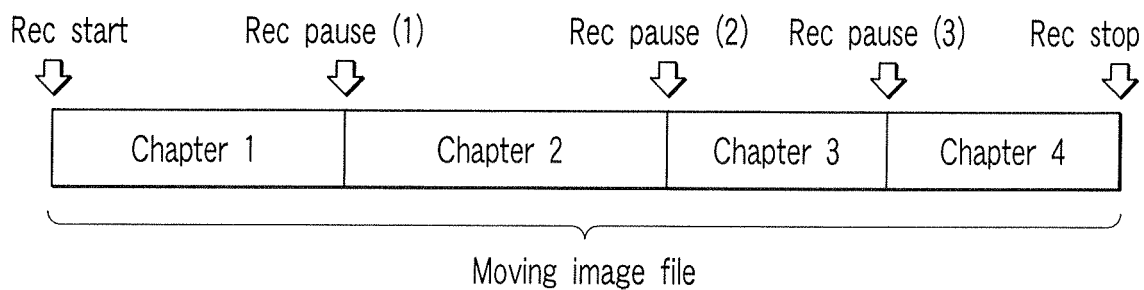 Rec start Rec pause (1) Rec pause (2) Rec pause (3) Rec stop
Chapter 1 Chapter 2 Chapter 3 Chapter 4
Moving image file